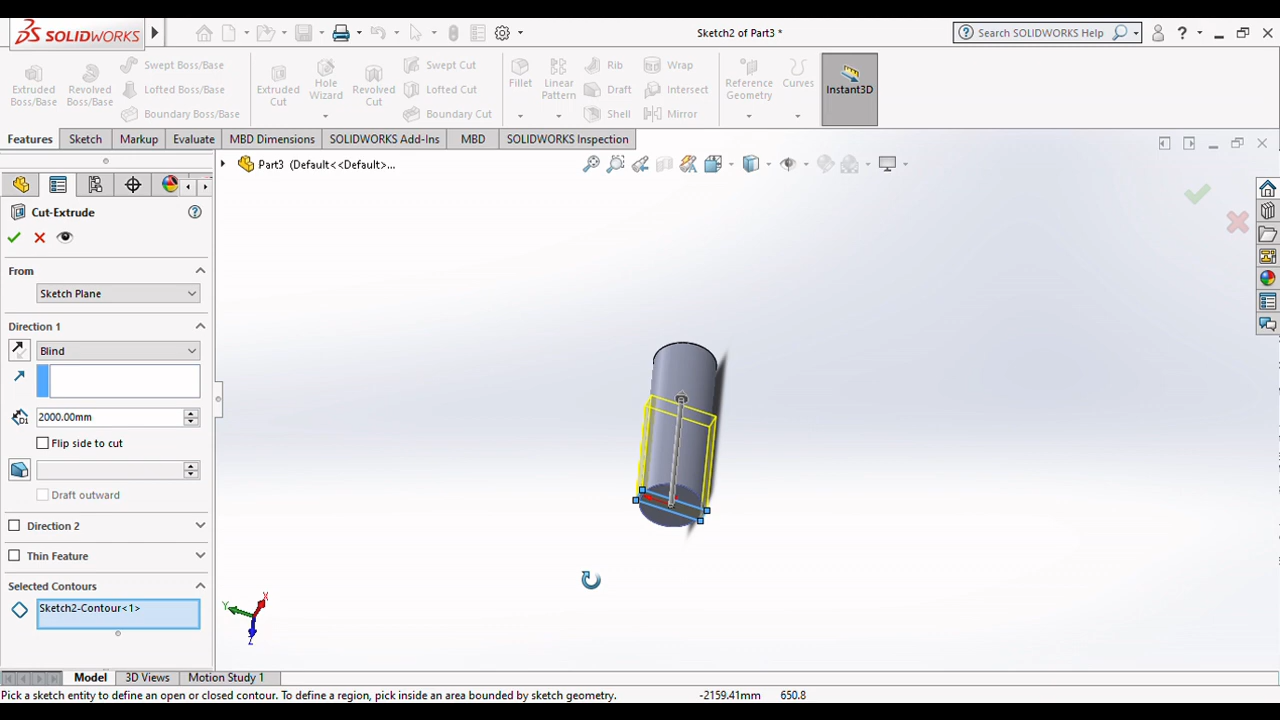 SOLIDWORKS
Sketch2 of Part3 *
Search SOLIDWORKS Help
Extruded Boss/Base
Revolved Boss/Base
Swept Boss/Base
Lofted Boss/Base
Boundary Boss/Base
Extruded Cut
Hole Wizard
Revolved Cut
Swept Cut
Lofted Cut
Boundary Cut
Fillet
Linear Pattern
Rib
Draft
Shell
Wrap
Intersect
Mirror
Reference Geometry
Curves
Instant3D
Features
Sketch
Markup
Evaluate
MBD Dimensions
SOLIDWORKS Add-Ins
MBD
SOLIDWORKS Inspection
Part3 (Default<<Default>...
Cut-Extrude
From
Sketch Plane
Direction 1
Blind
D1
2000.00mm
Flip side to cut
Draft outward
Direction 2
Thin Feature
Selected Contours
Sketch2-Contour<1>
X
Y
Z
Model
3D Views
Motion Study 1
Pick a sketch entity to define an open or closed contour. To define a region, pick inside an area bounded by sketch geometry.
-2159.41mm
650.8